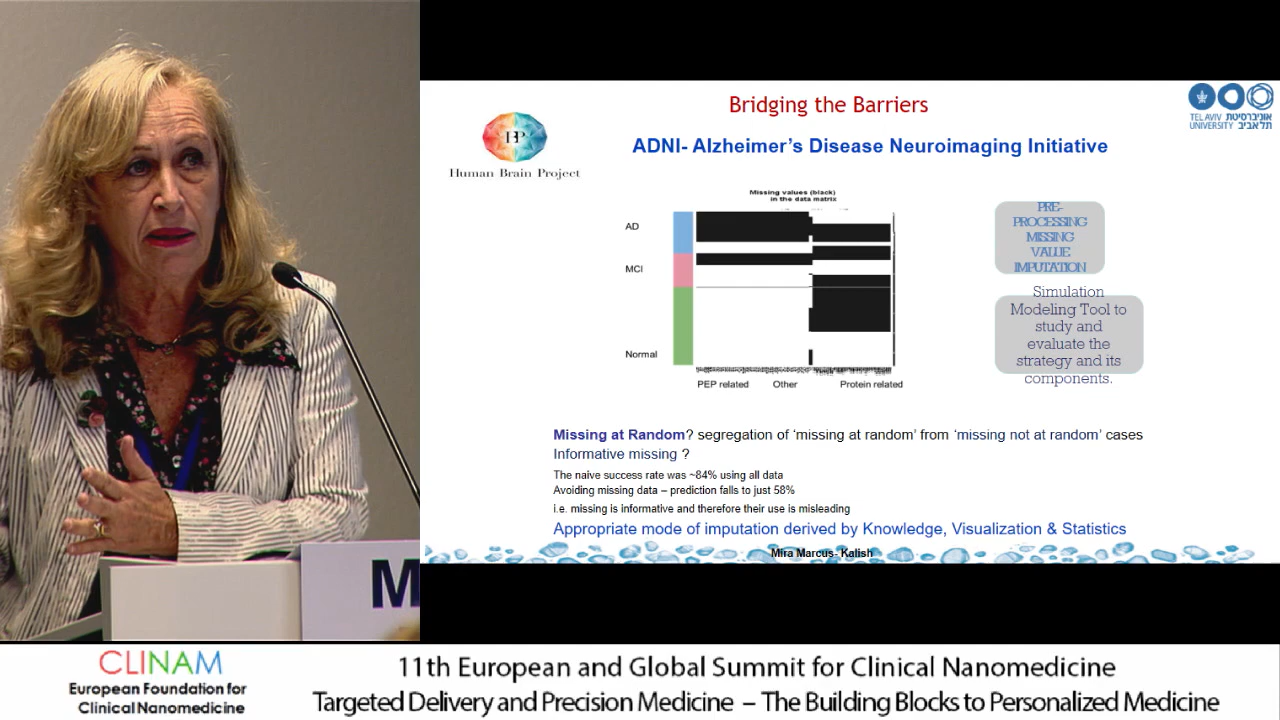 Bridging the Barriers
TEL AVIV אוניברסיטת
UNIVERSITY תל אביב
ADNI- Alzheimer’s Disease Neuroimaging Initiative
Human Brain Project
Missing values (black)
in the data matrix
AD
MCI
Normal
PEP related Other Protein related
PRE-
PROCESSING
MISSING
VALUE
IMPUTATION
Simulation
Modeling Tool to
study and
evaluate the
strategy and its
components.
Missing at Random? segregation of ‘missing at random’ from ‘missing not at random’ cases
Informative missing ?
The naive success rate was ~84% using all data
Avoiding missing data – prediction falls to just 58%
i.e. missing is informative and therefore their use is misleading
Appropriate mode of imputation derived by Knowledge, Visualization & Statistics
Mira Marcus- Kalish
M
CLINAM
European Foundation for
Clinical Nanomedicine
11th European and Global Summit for Clinical Nanomedicine
Targeted Delivery and Precision Medicine – The Building Blocks to Personalized Medicine